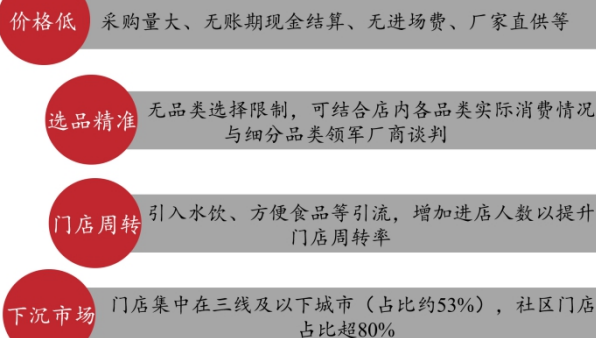 价格低
采购量大、无账期现金结算、无进场费、厂家直供等
选品精准
无品类选择限制，可结合店内各品类实际消费情况
与细分品类领军厂商谈判
门店周转
引入水饮、方便食品等引流，增加进店人数以提升
门店周转率
下沉市场
门店集中在三线及以下城市（占比约53%），社区门店
占比超80%